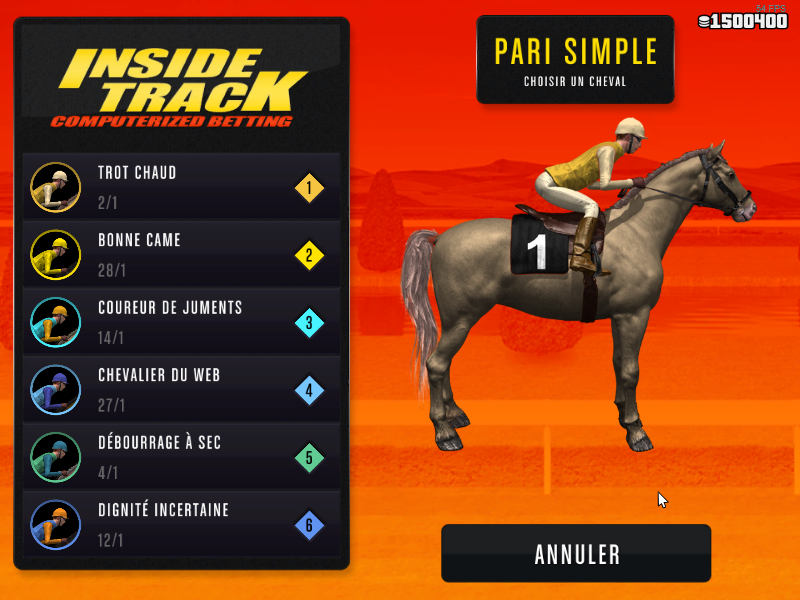 54 FPS
1500400
INSIDE
TRACK
COMPUTERIZED BETTING
PARI SIMPLE
CHOISIR UN CHEVAL
TROT CHAUD
2/1
1
BONNE CAME
28/1
2
COUREUR DE JUMENTS
14/1
3
CHEVALIER DU WEB
27/1
4
DÉBOURRAGE À SEC
4/1
5
DIGNITÉ INCERTAINE
12/1
6
1
ANNULER